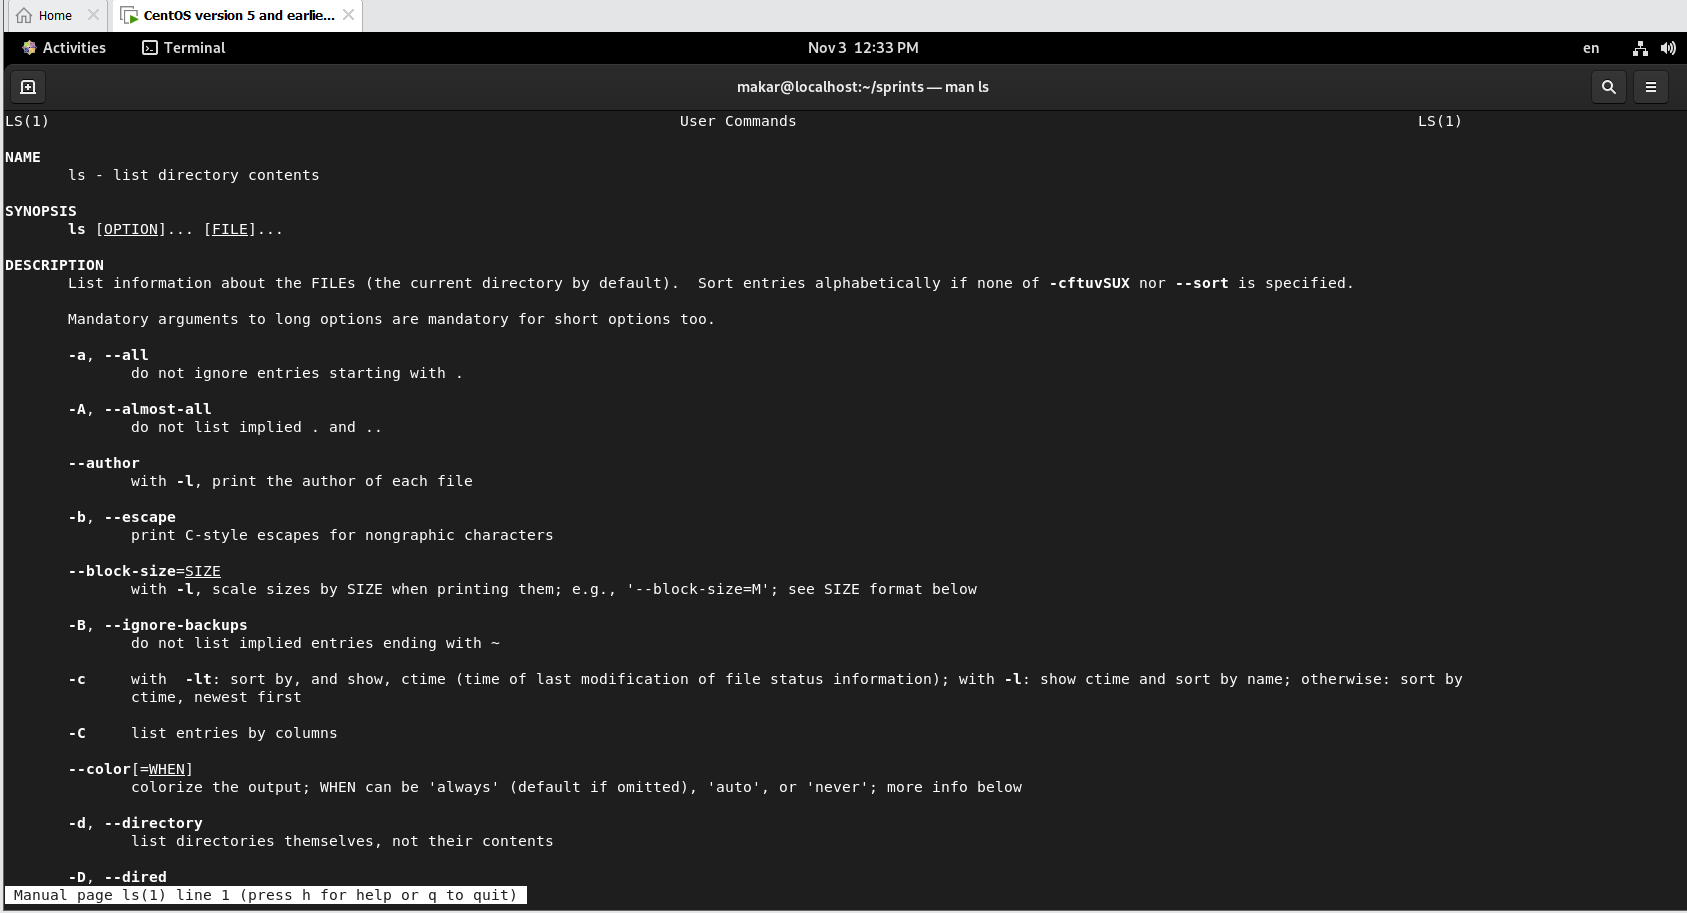 Home
CentOS version 5 and earlie...
Activities Terminal Nov 3 12:33 PM en
makar@localhost:~/sprints — man ls
LS(1) User Commands LS(1)
NAME
ls - list directory contents
SYNOPSIS
ls [OPTION]... [FILE]...
DESCRIPTION
List information about the FILEs (the current directory by default).  Sort entries alphabetically if none of -cftuvSUX nor --sort is specified.
Mandatory arguments to long options are mandatory for short options too.
-a, --all
do not ignore entries starting with .
-A, --almost-all
do not list implied . and ..
--author
with -l, print the author of each file
-b, --escape
print C-style escapes for nongraphic characters
--block-size=SIZE
with -l, scale sizes by SIZE when printing them; e.g., '--block-size=M'; see SIZE format below
-B, --ignore-backups
do not list implied entries ending with ~
-c with  -lt: sort by, and show, ctime (time of last modification of file status information); with -l: show ctime and sort by name; otherwise: sort by
ctime, newest first
-C list entries by columns
--color[=WHEN]
colorize the output; WHEN can be 'always' (default if omitted), 'auto', or 'never'; more info below
-d, --directory
list directories themselves, not their contents
-D, --dired
Manual page ls(1) line 1 (press h for help or q to quit)